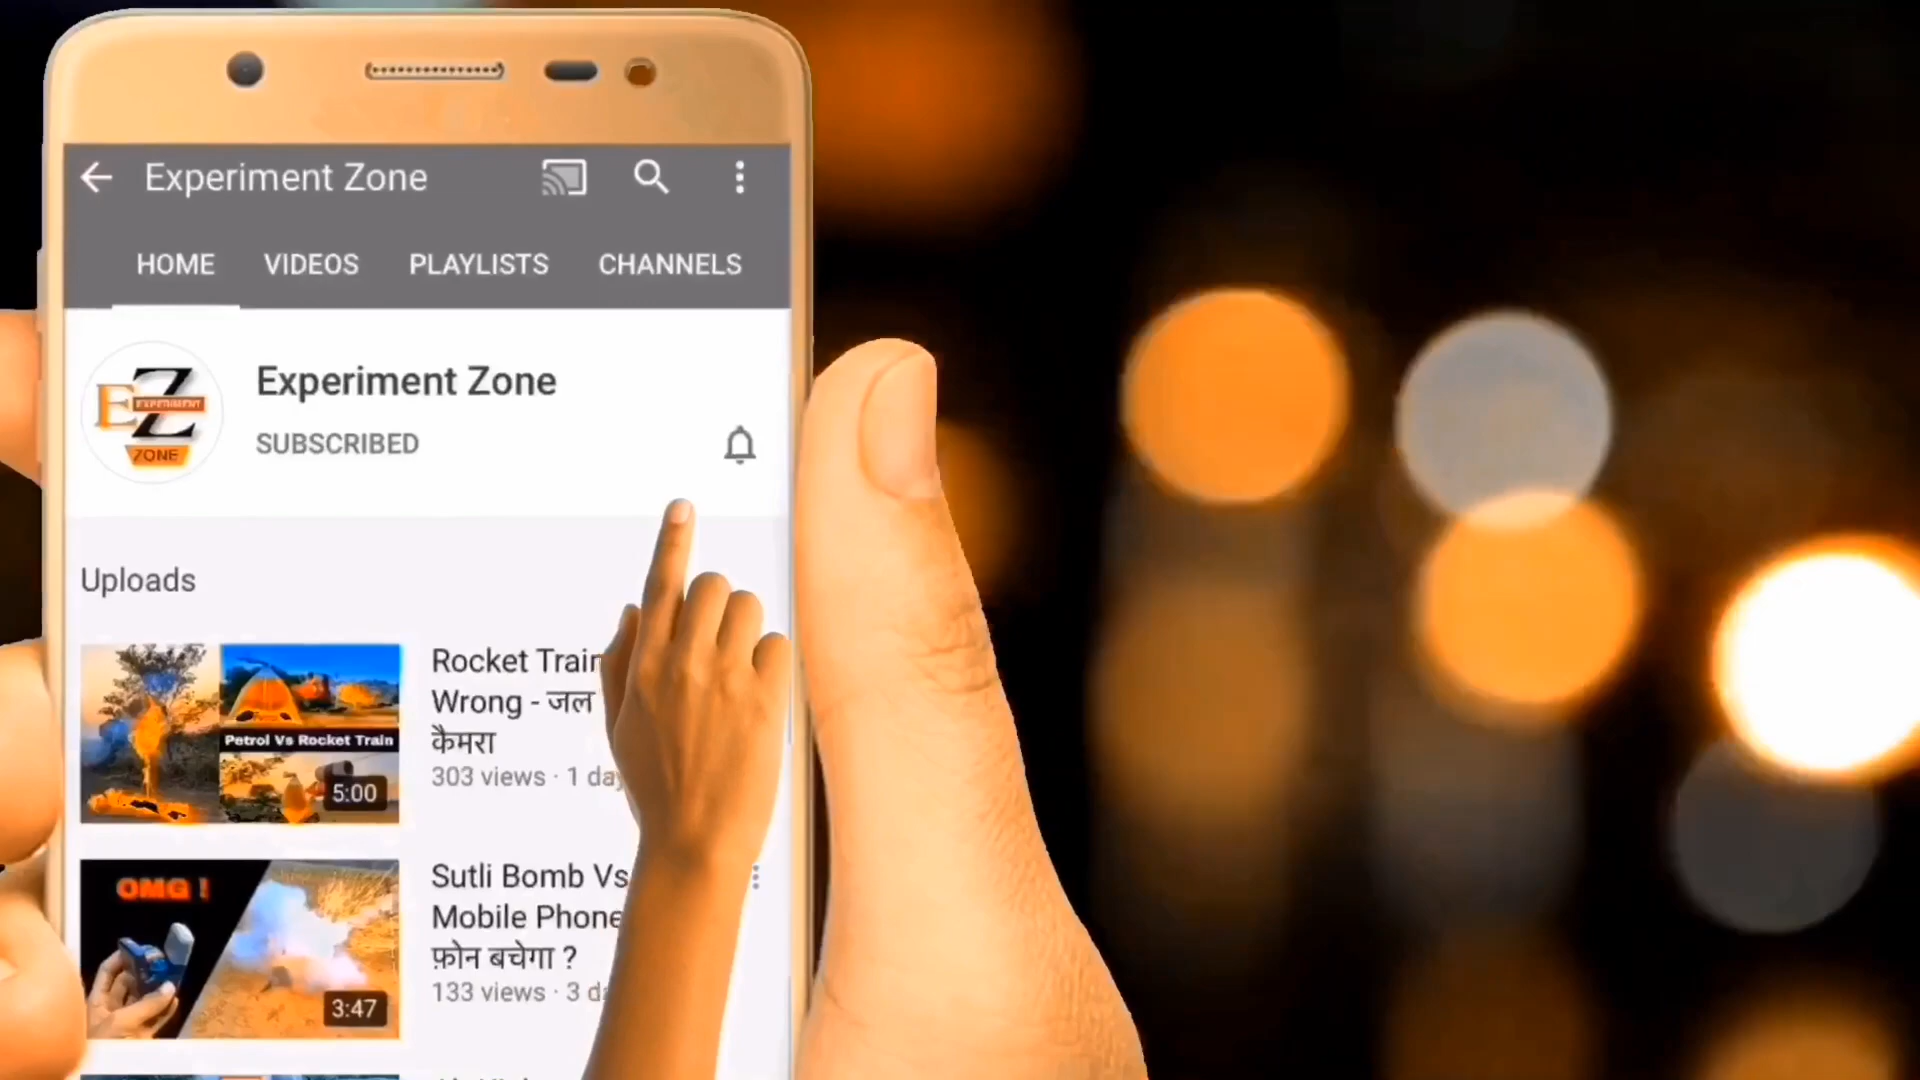 Experiment Zone
HOME VIDEOS PLAYLISTS CHANNELS
Experiment Zone
SUBSCRIBED
EZ
EXPERIMENT
ZONE
Uploads
Rocket Train
Wrong - जल
कैमरा
303 views · 1 day
Petrol Vs Rocket Train
5:00
Sutli Bomb Vs
Mobile Phone
फ़ोन बचेगा ?
133 views · 3
OMG !
3:47